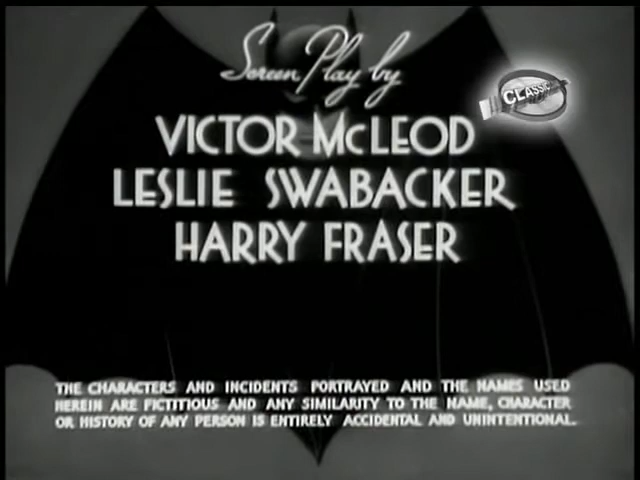 Screen Play by
CLASSIC
VICTOR McLEOD
LESLIE SWABACKER
HARRY FRASER
THE CHARACTERS AND INCIDENTS PORTRAYED AND THE NAMES USED
HEREIN ARE FICTITIOUS AND ANY SIMILARITY TO THE NAME, CHARACTER
OR HISTORY OF ANY PERSON IS ENTIRELY ACCIDENTAL AND UNINTENTIONAL.